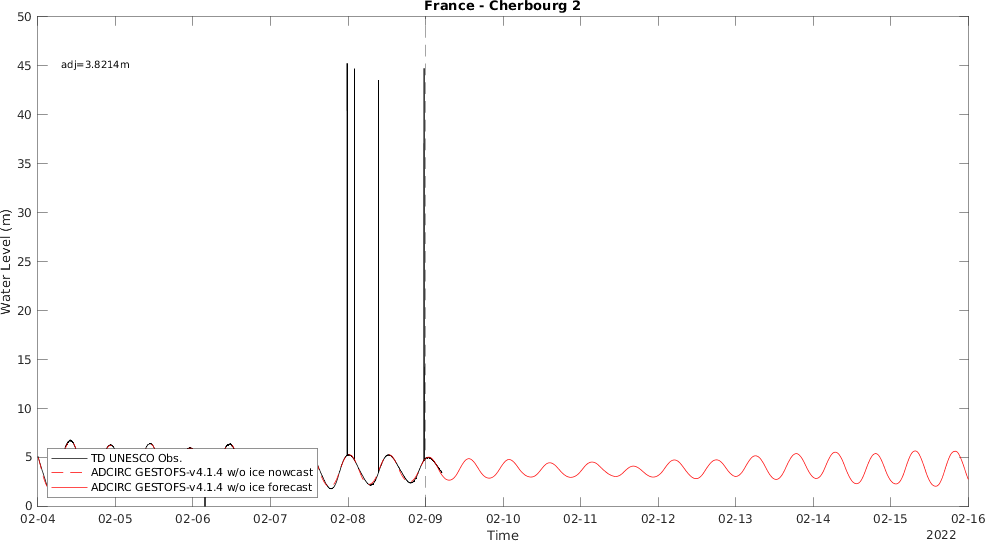 France - Cherbourg 2
50
45
40
35
30
25
20
15
10
5
0
Water Level (m)
adj=3.8214m
TD UNESCO Obs.
ADCIRC GESTOFS-v4.1.4 w/o ice nowcast
ADCIRC GESTOFS-v4.1.4 w/o ice forecast
02-04 02-05 02-06 02-07 02-08 02-09 02-10 02-11 02-12 02-13 02-14 02-15 02-16
Time
2022